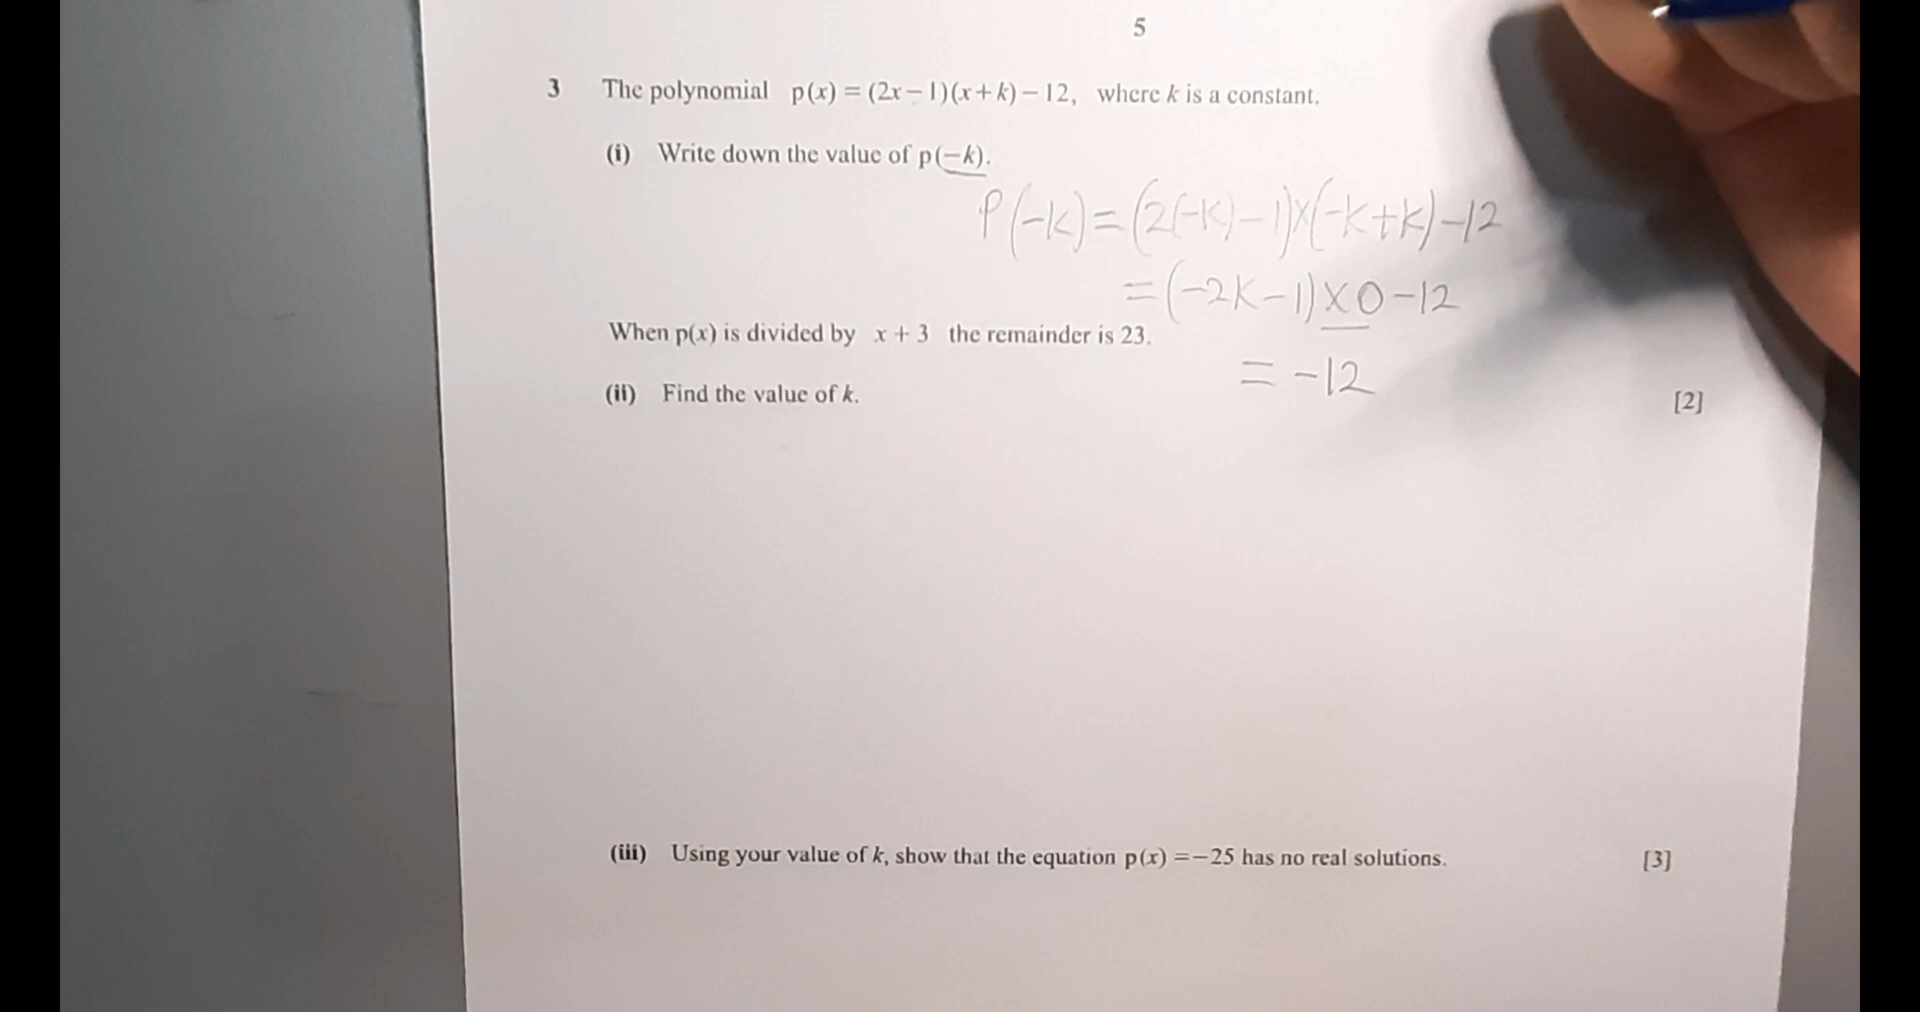 5
3 The polynomial p(x) = (2x − 1)(x + k) − 12, where k is a constant.
(i) Write down the value of p(−k).
P(-k) = (2(-k) - 1)×(-k+k) - 12
= (-2k - 1) × 0 - 12
When p(x) is divided by x + 3 the remainder is 23.
= -12
(ii) Find the value of k. [2]
(iii) Using your value of k, show that the equation p(x) = −25 has no real solutions. [3]